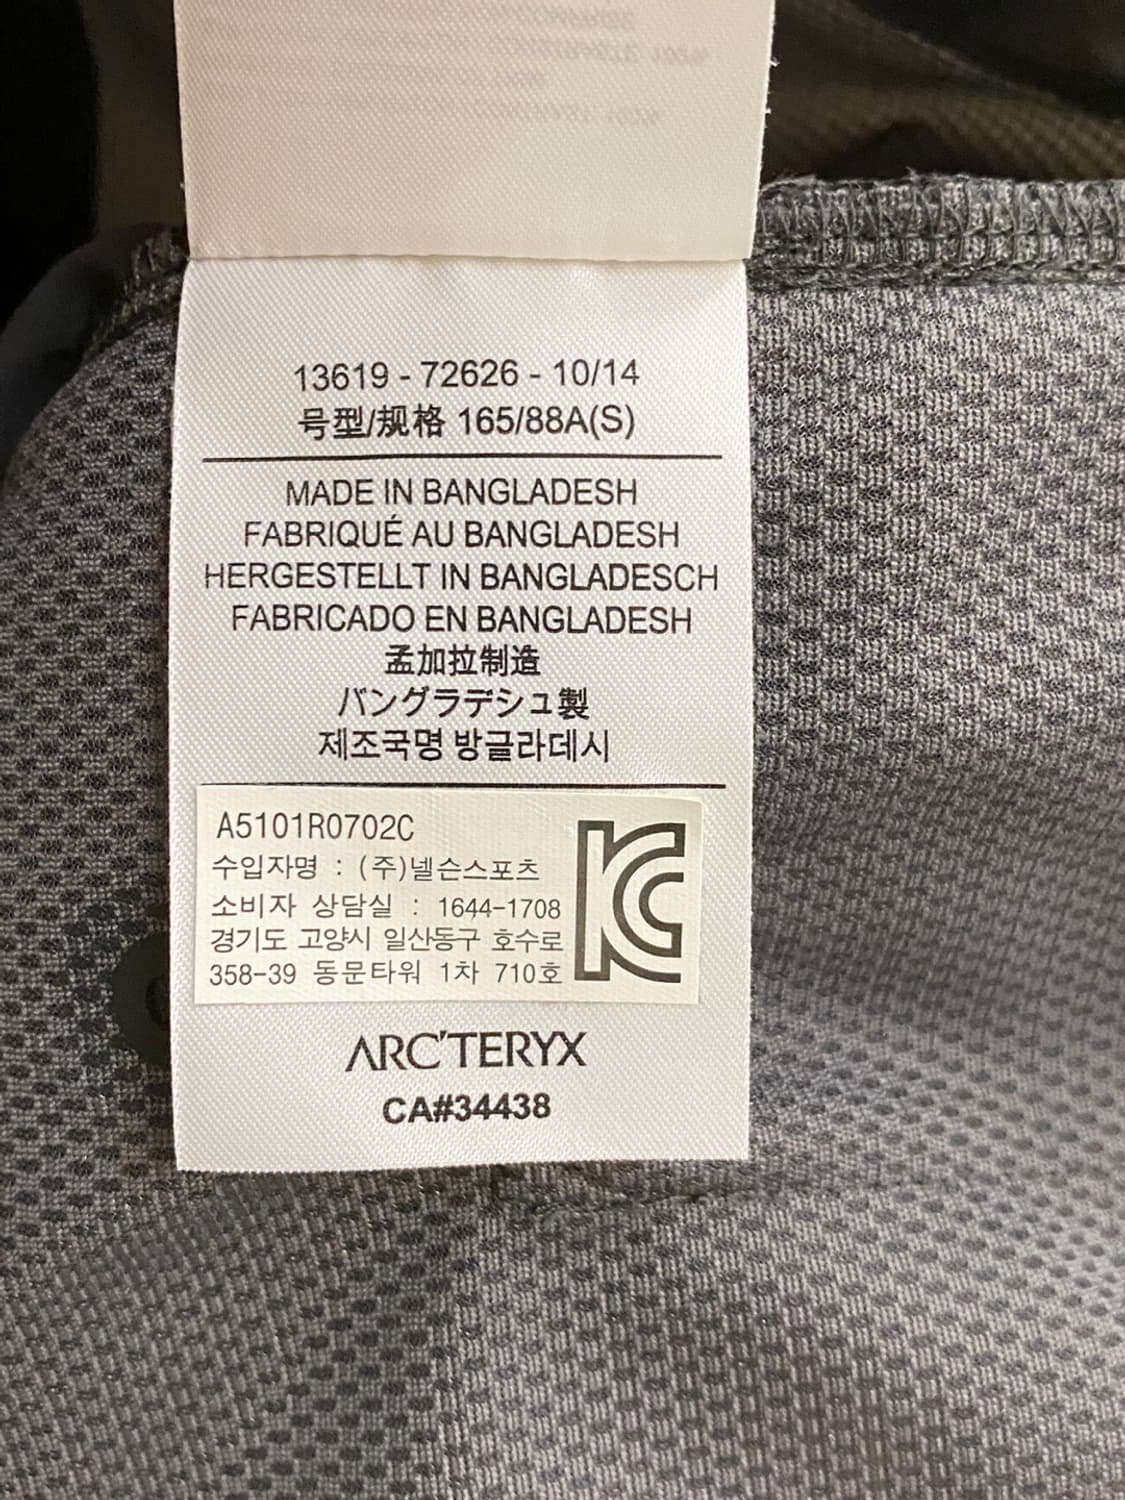 13619 - 72626 - 10/14
号型/规格 165/88A(S)
MADE IN BANGLADESH
FABRIQUÉ AU BANGLADESH
HERGESTELLT IN BANGLADESCH
FABRICADO EN BANGLADESH
孟加拉制造
バングラデシュ製
제조국명 방글라데시
A5101R0702C
수입자명 : (주)넬슨스포츠
소비자 상담실 : 1644-1708
경기도 고양시 일산동구 호수로
358-39 동문타워 1차 710호
KC
ARC'TERYX
CA#34438